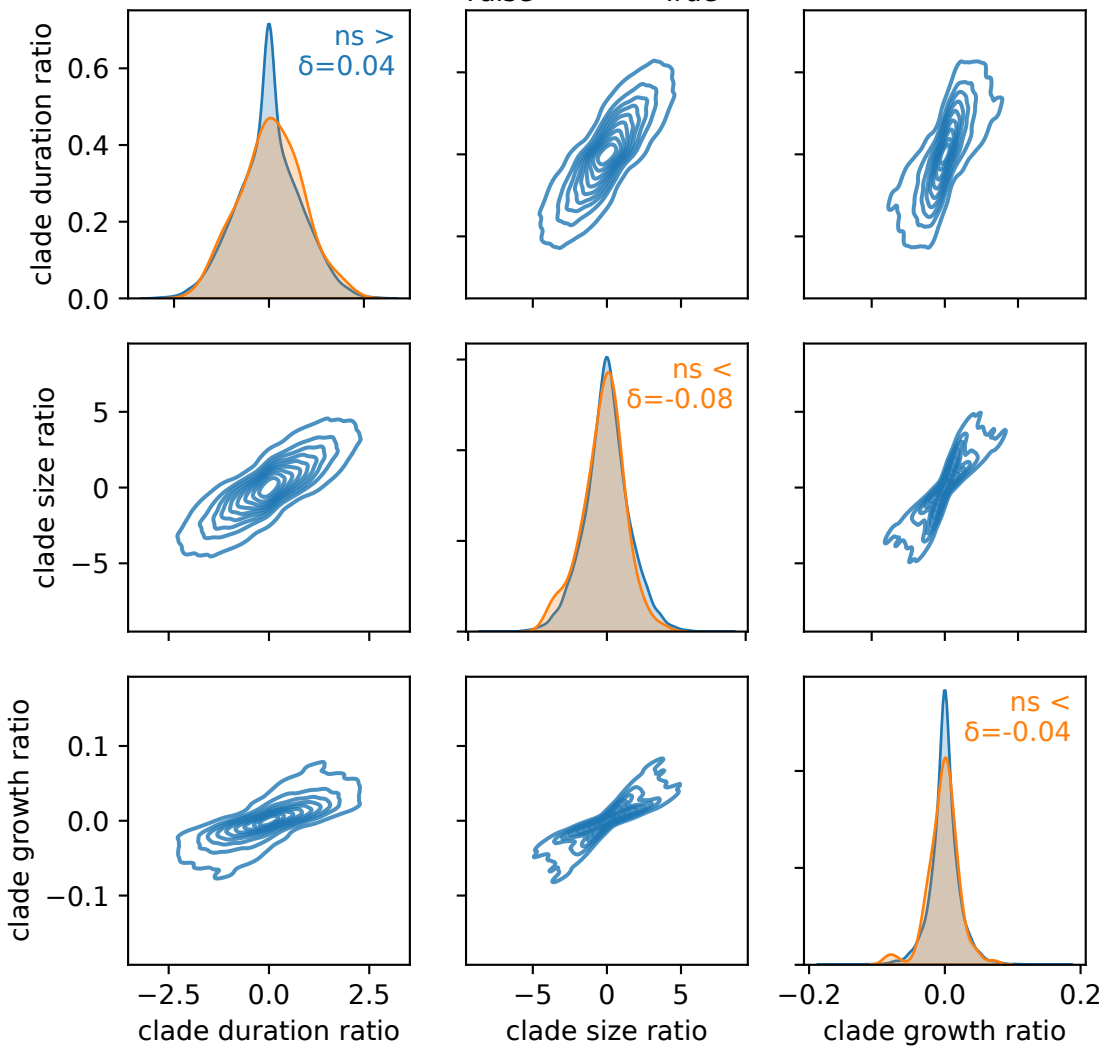 clade duration ratio
0.6
0.4
0.2
0.0
ns >
δ=0.04
clade size ratio
5
0
−5
ns <
δ=-0.08
clade growth ratio
0.1
0.0
−0.1
ns <
δ=-0.04
−2.5 0.0 2.5
clade duration ratio
−5 0 5
clade size ratio
−0.2 0.0 0.2
clade growth ratio